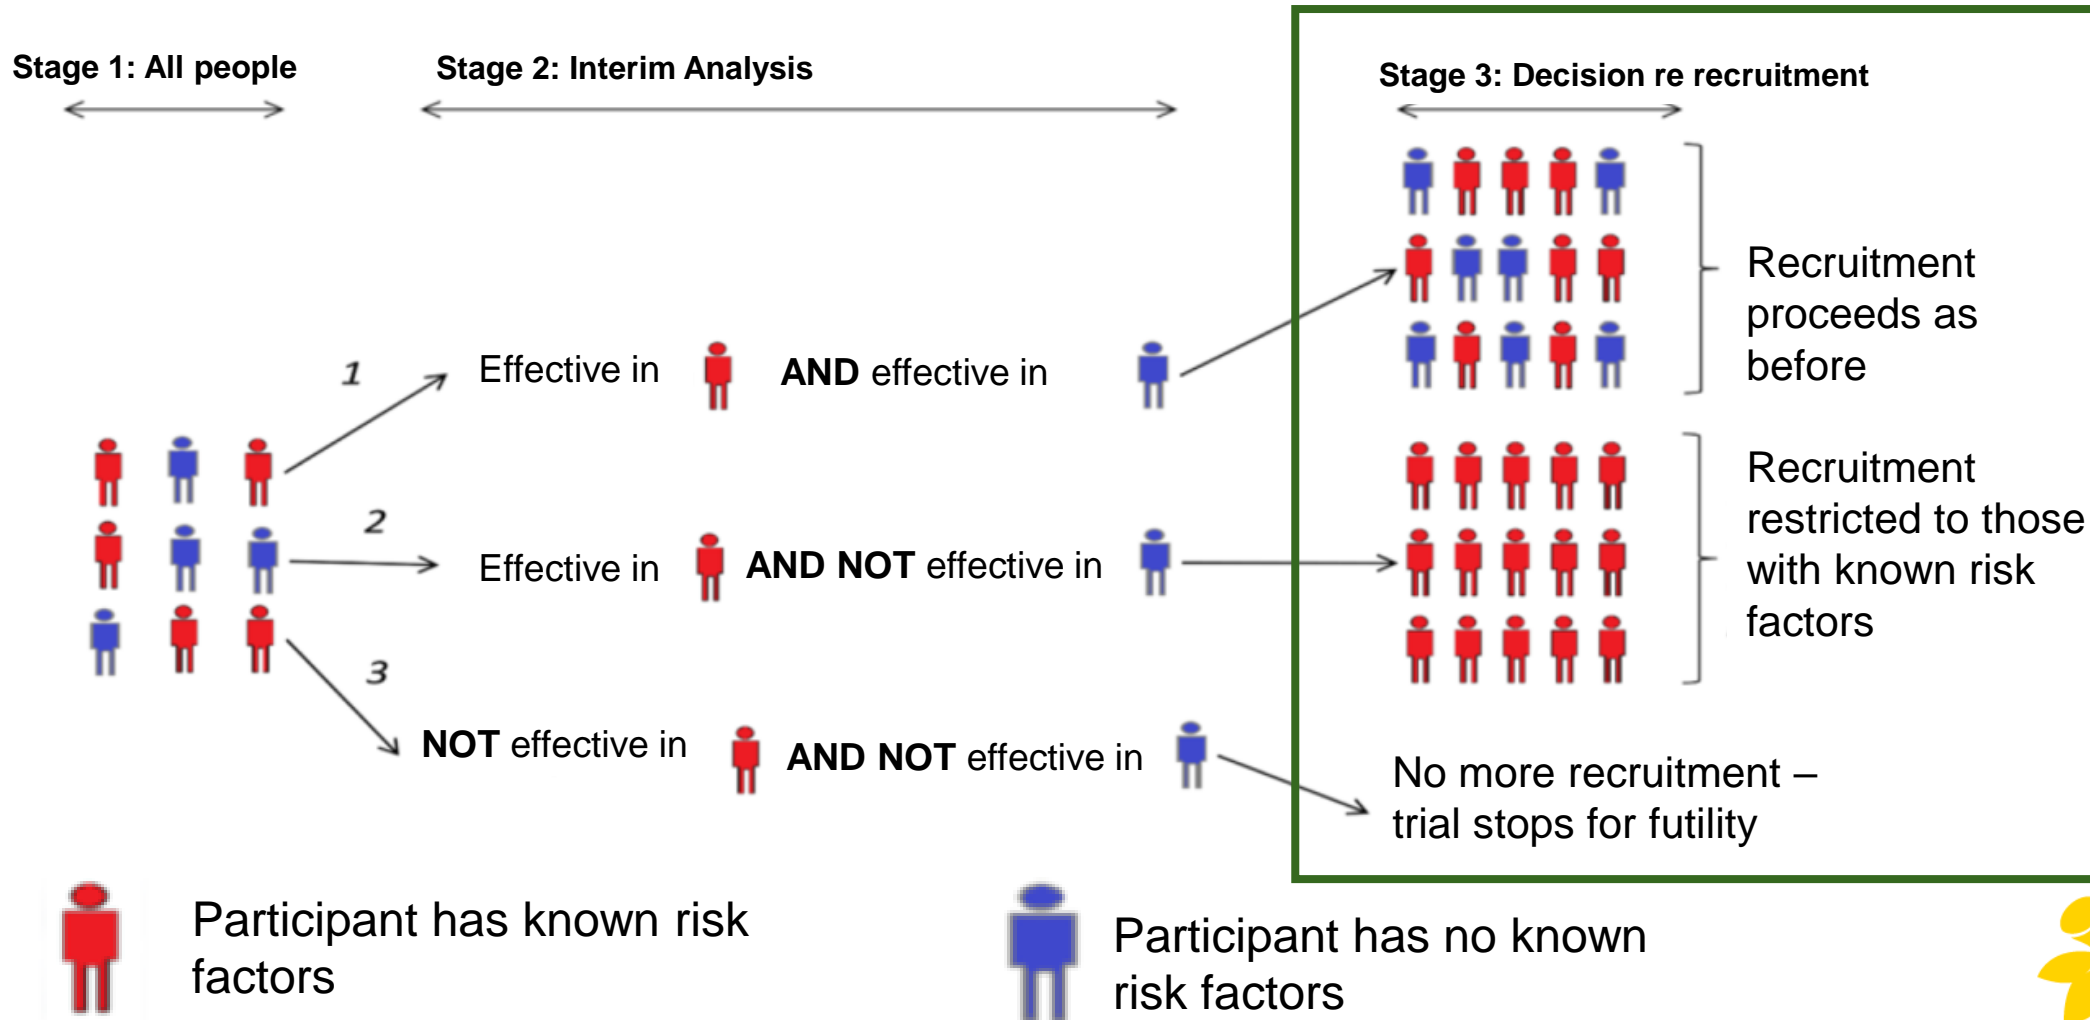 Stage 1: All people
Stage 2: Interim Analysis
Stage 3: Decision re recruitment
1
Effective in
AND effective in
Recruitment
proceeds as
before
2
Effective in
AND NOT effective in
Recruitment
restricted to those
with known risk
factors
3
NOT effective in
AND NOT effective in
No more recruitment –
trial stops for futility
Participant has known risk
factors
Participant has no known
risk factors